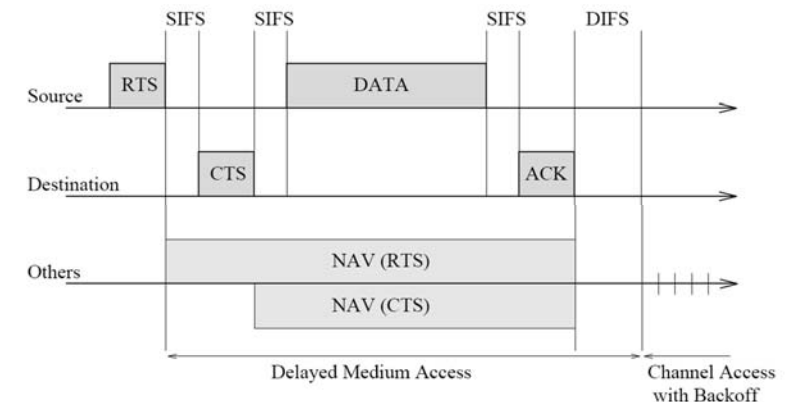 SIFS SIFS SIFS DIFS
RTS DATA
Source
CTS ACK
Destination
NAV (RTS)
Others
NAV (CTS)
Delayed Medium Access
Channel Access
with Backoff